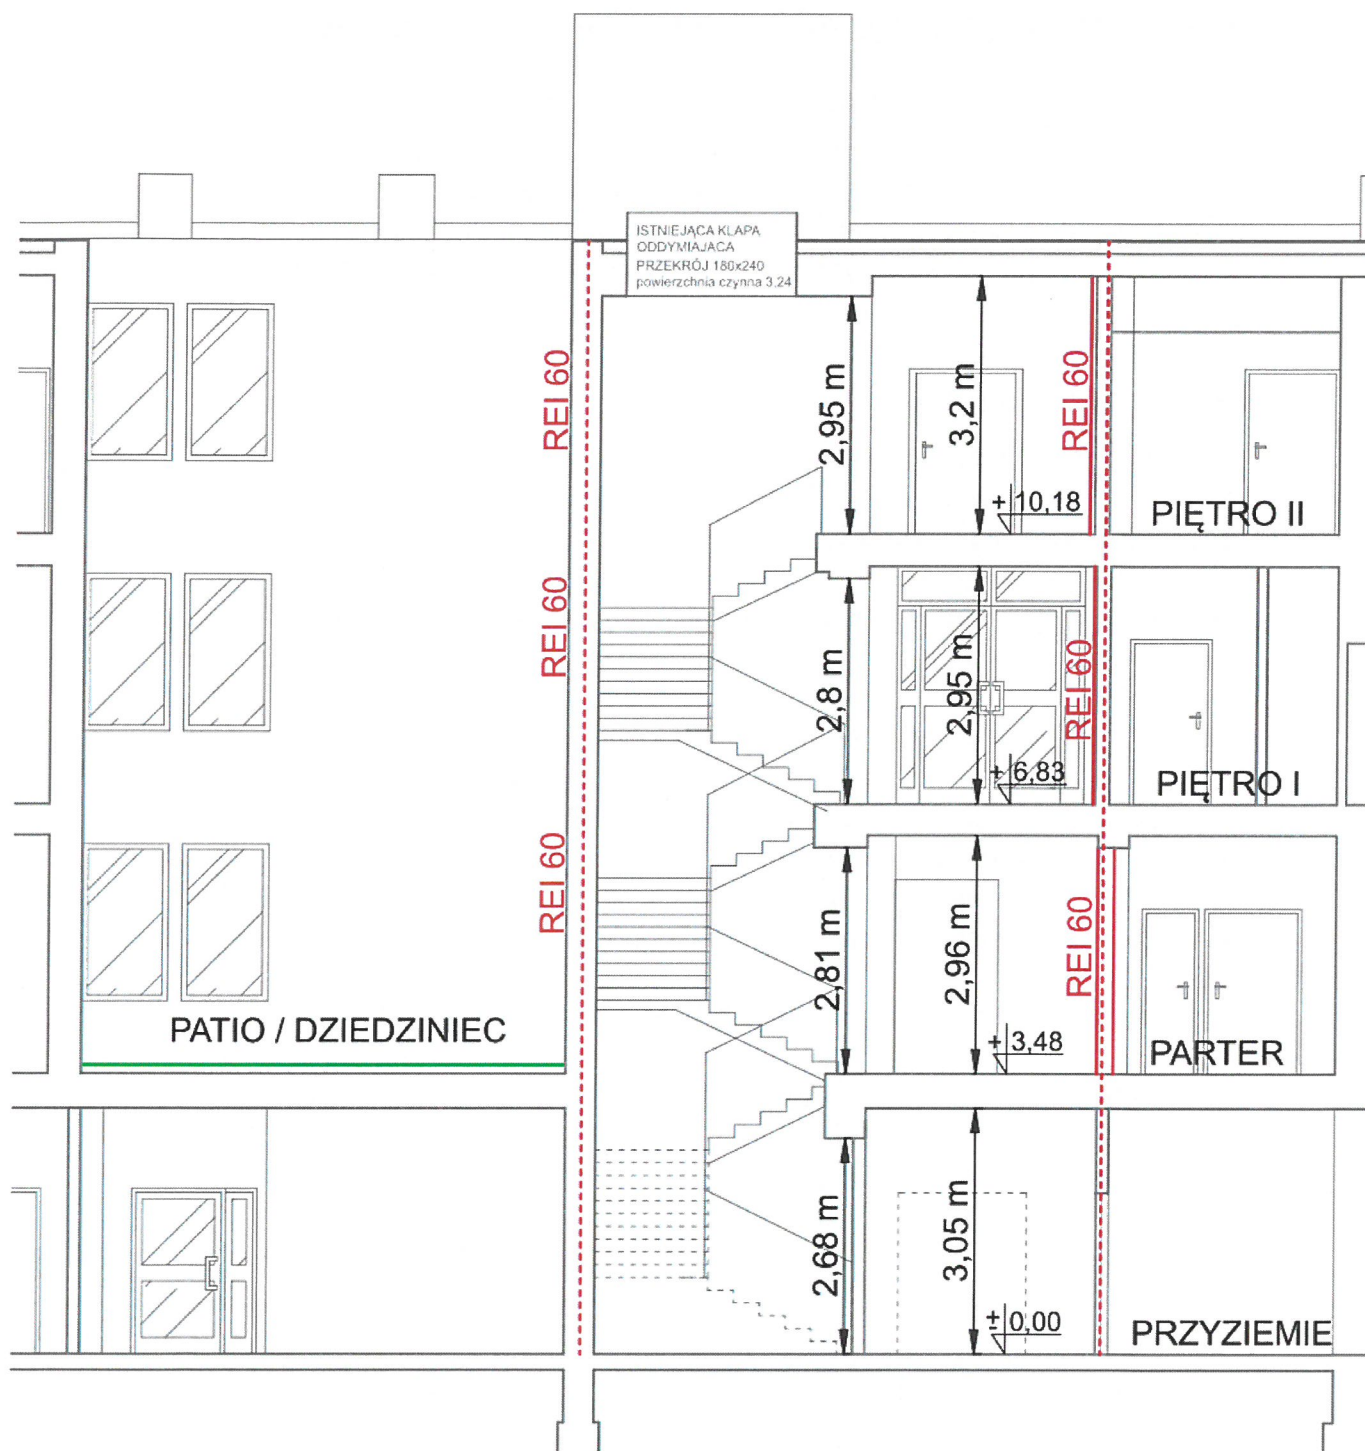 ISTNIEJĄCA KLAPA
ODDYMIAJACA
PRZEKRÓJ 180x240
powierzchnia czynna 3.24
REI 60
2,95 m
3,2 m
REI 60
+10,18
PIĘTRO II
REI 60
2,8 m
2,95 m
REI 60
+6,83
PIĘTRO I
REI 60
2,81 m
2,96 m
REI 60
PATIO / DZIEDZINIEC
+3,48
PARTER
2,68 m
3,05 m
±0,00
PRZYZIEMIE